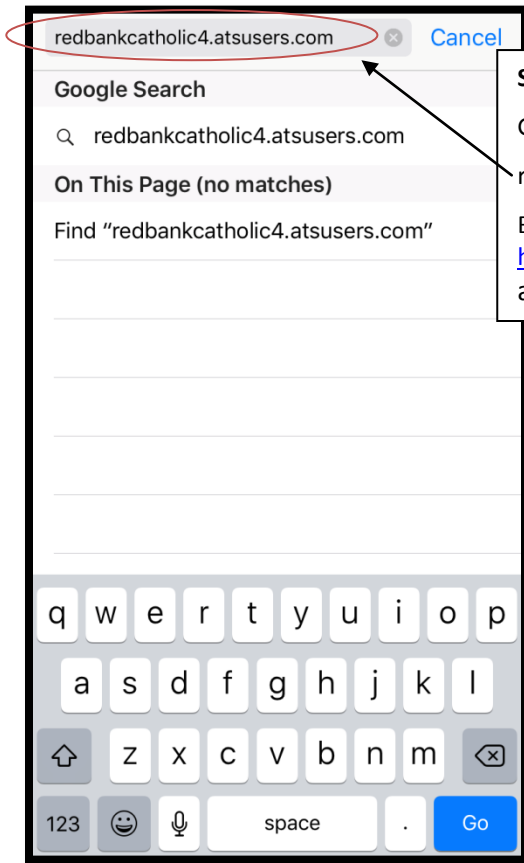 redbankcatholic4.atsusers.com Cancel
Google Search
redbankcatholic4.atsusers.com
On This Page (no matches)
Find “redbankcatholic4.atsusers.com”
q w e r t y u i o p
a s d f g h j k l
z x c v b n m
123 space . Go